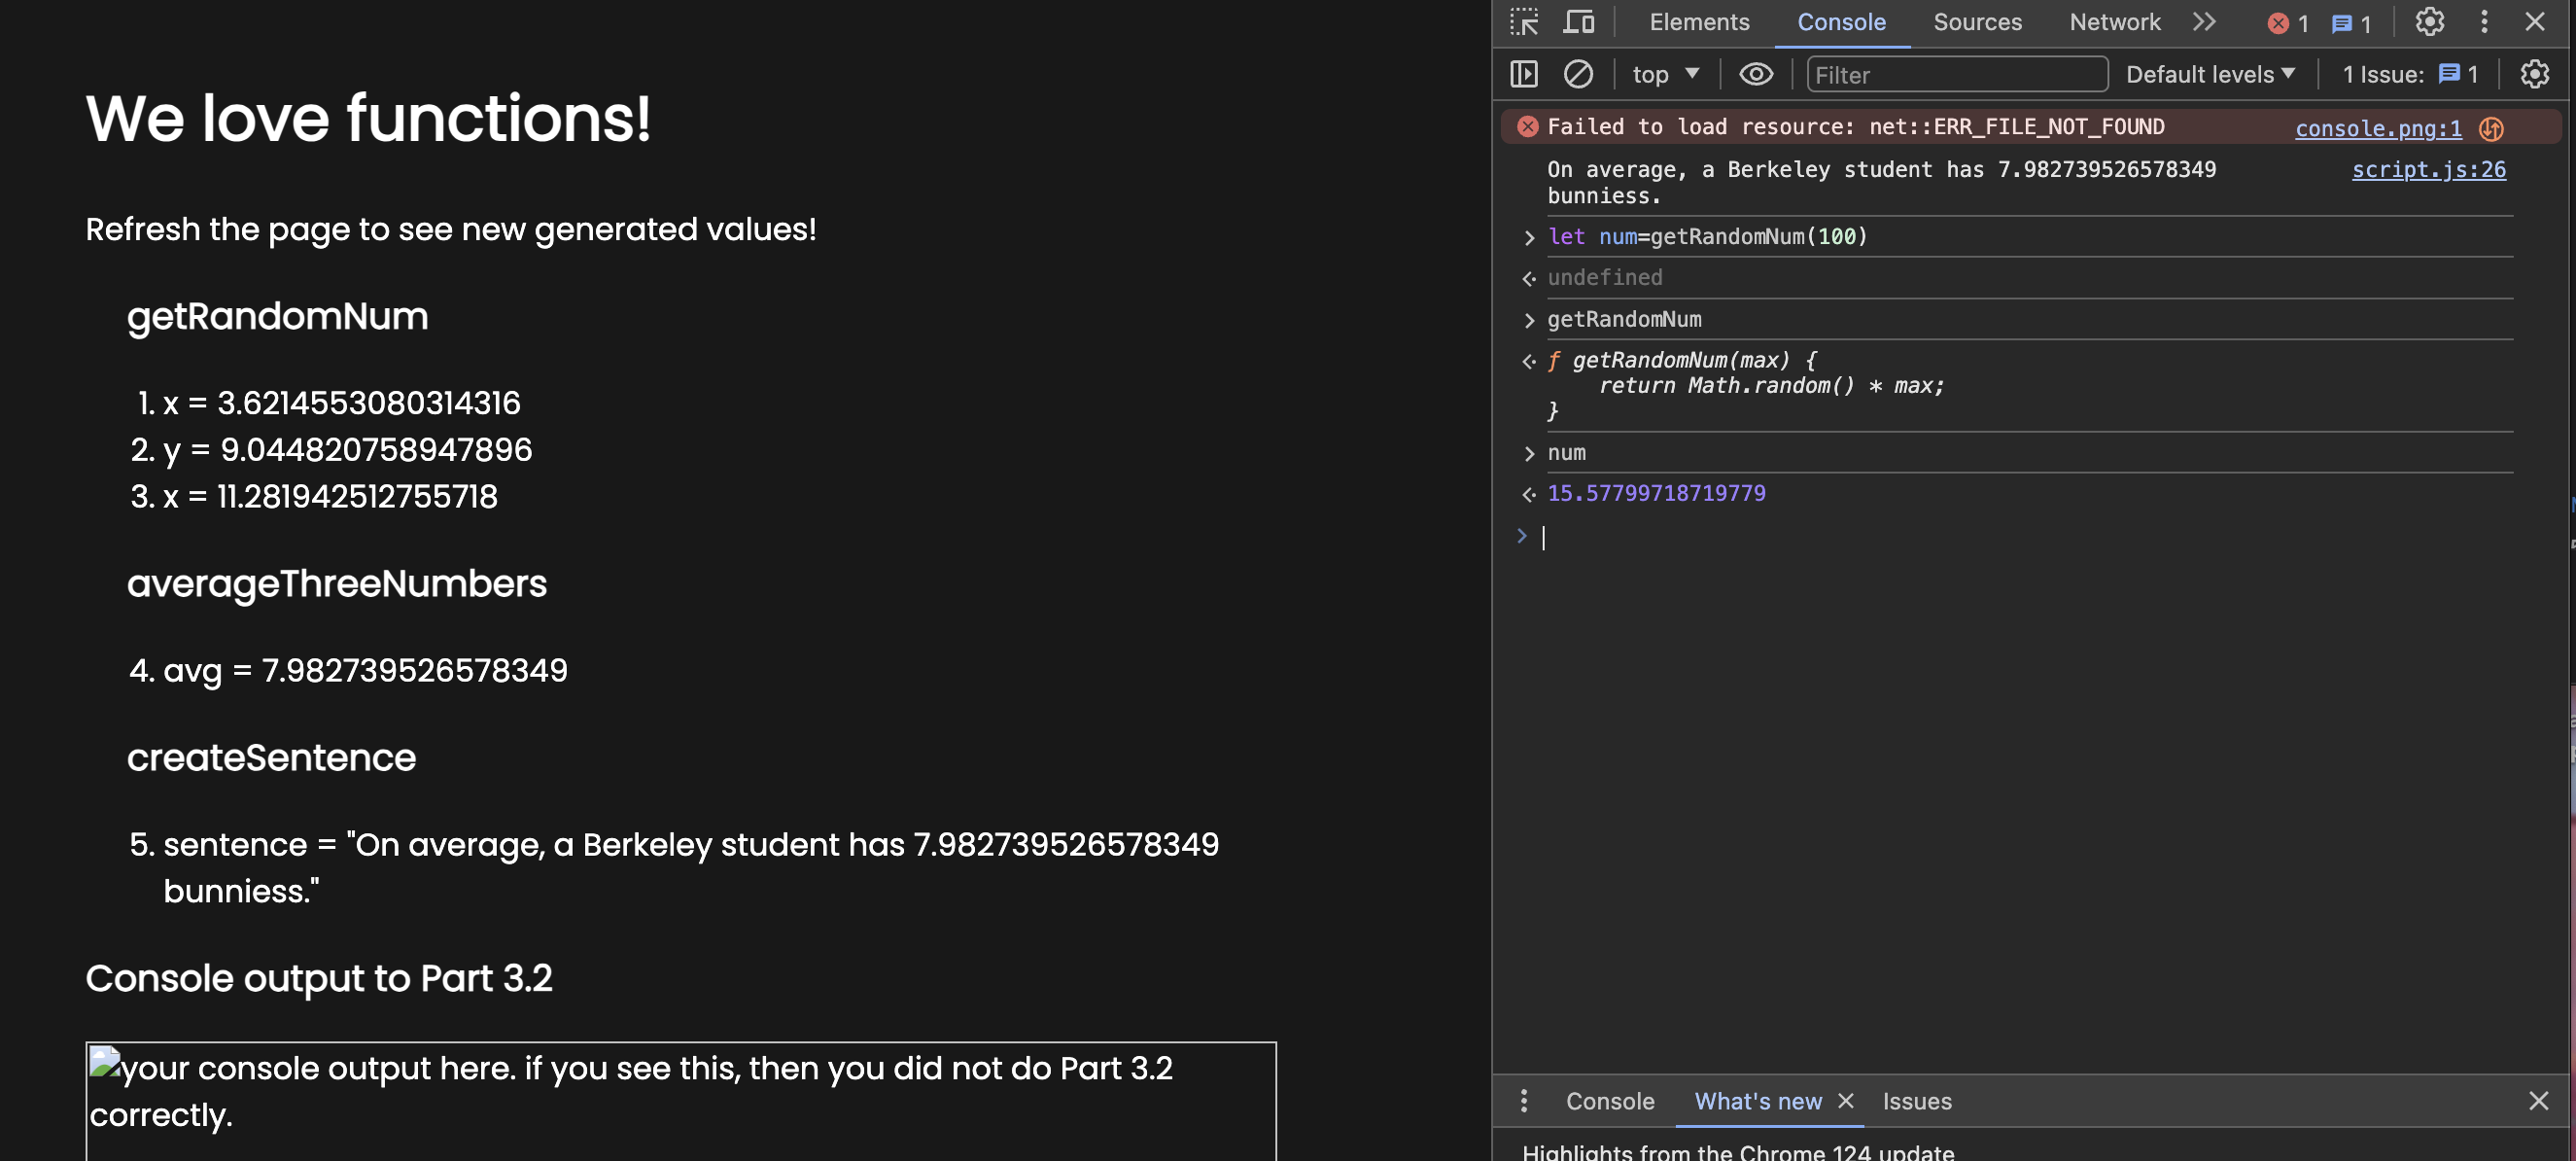 We love functions!
Refresh the page to see new generated values!
getRandomNum
1. x = 3.6214553080314316
2. y = 9.044820758947896
3. x = 11.281942512755718
averageThreeNumbers
4. avg = 7.982739526578349
createSentence
5. sentence = "On average, a Berkeley student has 7.982739526578349
bunniess."
Console output to Part 3.2
your console output here. if you see this, then you did not do Part 3.2
correctly.
Elements Console Sources Network 1 1
top Filter Default levels 1 Issue: 1
Failed to load resource: net::ERR_FILE_NOT_FOUND console.png:1
On average, a Berkeley student has 7.982739526578349 script.js:26
bunniess.
let num=getRandomNum(100)
undefined
getRandomNum
ƒ getRandomNum(max) {
return Math.random() * max;
}
num
15.57799718719779
Console What's new Issues
Highlights from the Chrome 124 update